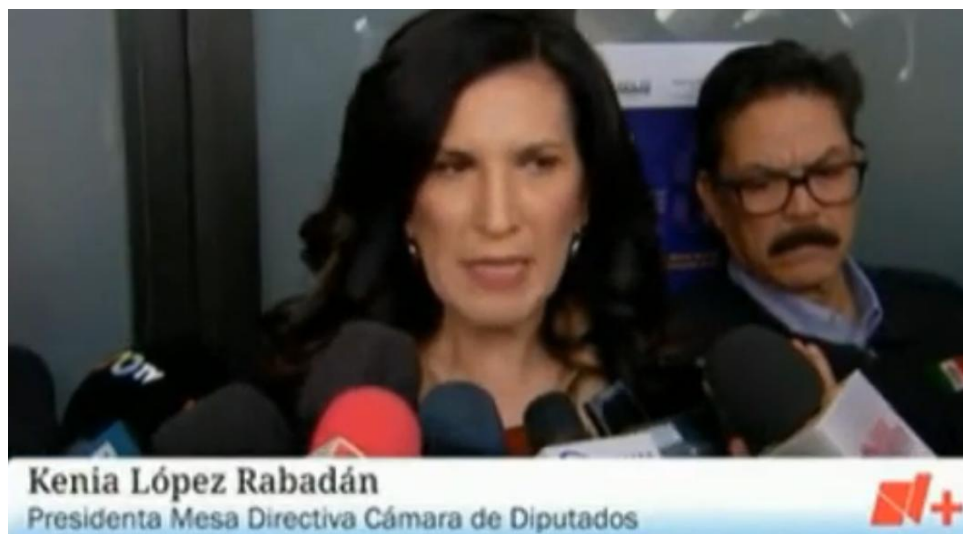 Kenia López Rabadán
Presidenta Mesa Directiva Cámara de Diputados
N+